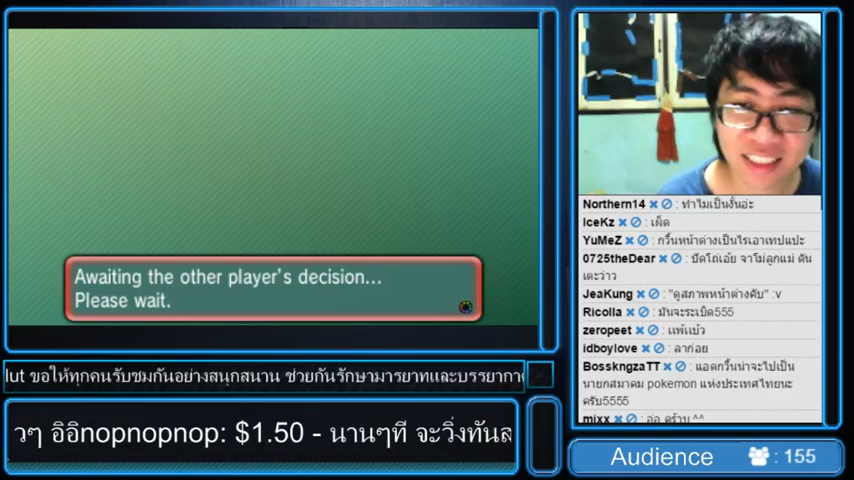 Awaiting the other player's decision...
Please wait.
Northern14 : ทำไมเป็นงั้นอ่ะ
IceKz : เผ็ด
YuMeZ : กวิ้นหน้าต่างเป็นไรเอาเทปแปะ
0725theDear : ปัดโถ่เอ้ย จาโม่ลูกแม่ ดัน
เตะว่าว
JeaKung : "ดูสภาพหน้าต่างคับ" :v
Ricolla : มันจะระเบิด555
zeropeet : แพ้แบ้ว
idboylove : ลาก่อย
BosskngzaTT : แอดกวิ้นน่าจะไปเป็น
นายกสมาคม pokemon แห่งประเทศไทยนะ
ครับ5555
mixx : อ่อ คร้าบ ^^
lut ขอให้ทุกคนรับชมกันอย่างสนุกสนาน ช่วยกันรักษามารยาทและบรรยากา
วๆ อิอิnopnopnop: $1.50 - นานๆที จะวิ่งทันส
Audience : 155